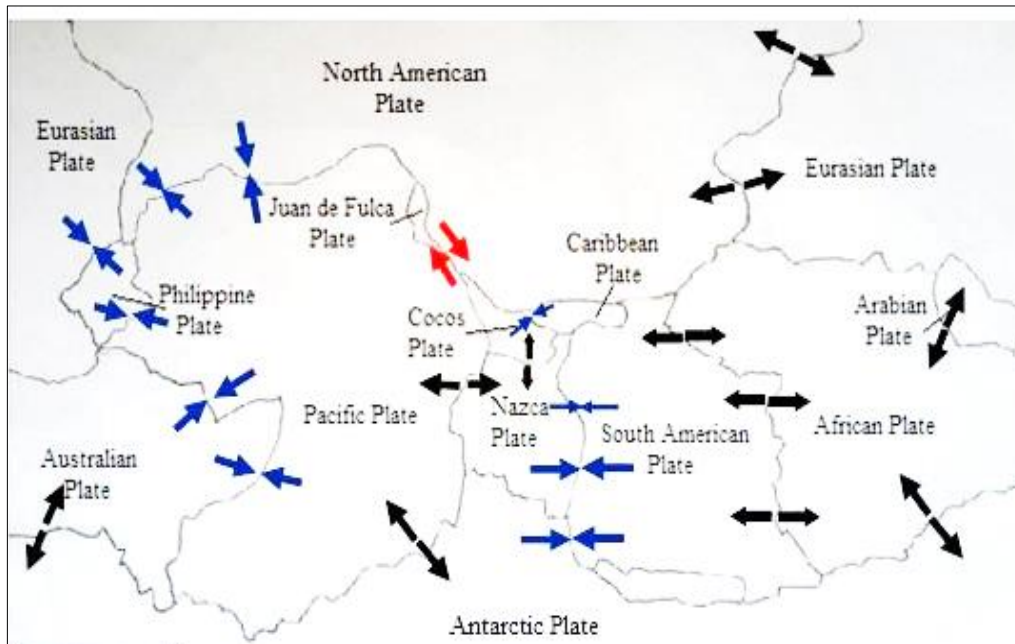 North American
Plate
Eurasian
Plate
Eurasian Plate
Juan de Fulca
Plate
Caribbean
Plate
Philippine
Plate
Cocos
Plate
Arabian
Plate
Pacific Plate
Nazca
Plate
South American
Plate
African Plate
Australian
Plate
Antarctic Plate